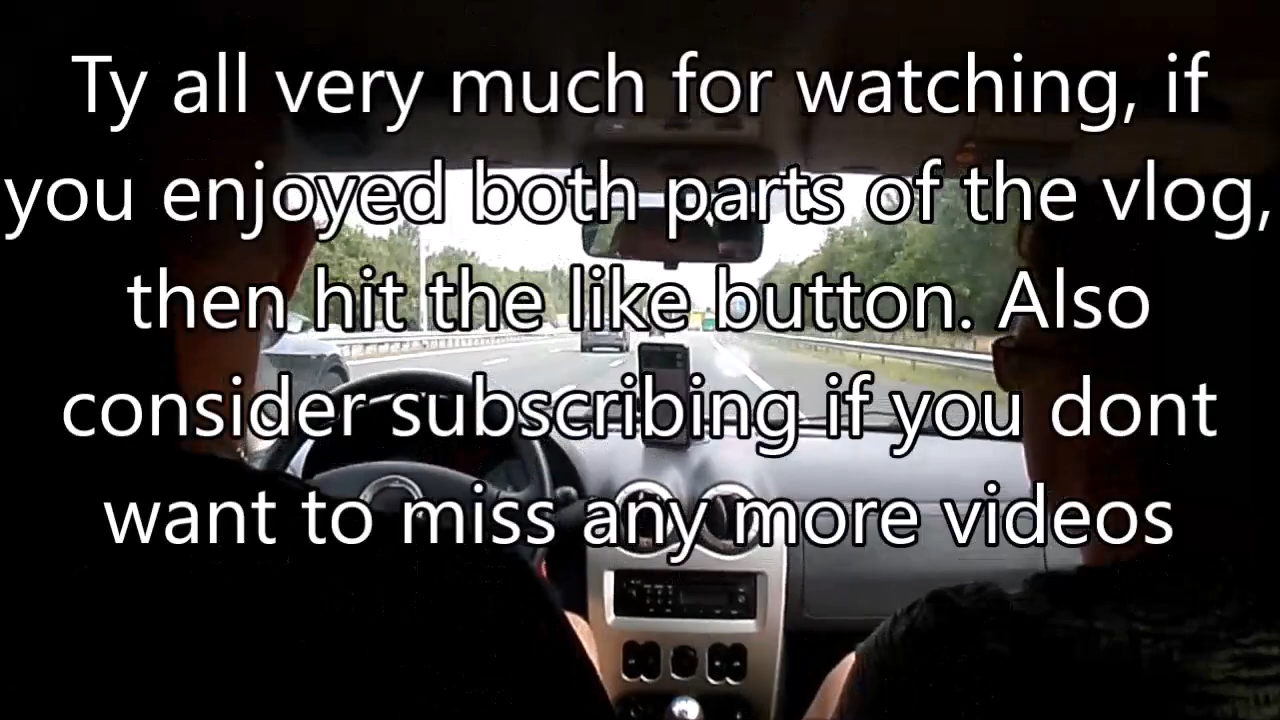 Ty all very much for watching, if
you enjoyed both parts of the vlog,
then hit the like button. Also
consider subscribing if you dont
want to miss any more videos